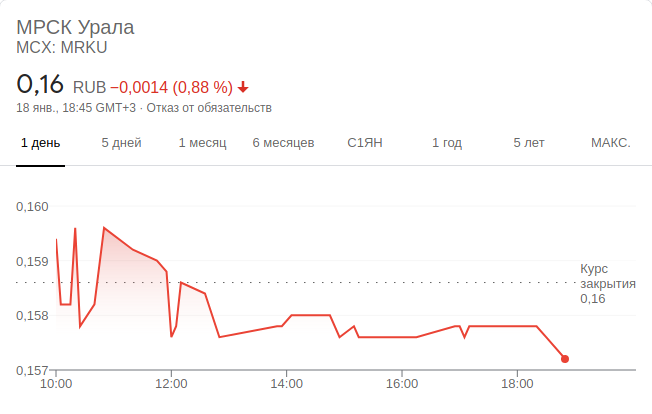 МРСК Урала
MCX: MRKU
0,16 RUB −0,0014 (0,88 %)
18 янв., 18:45 GMT+3 · Отказ от обязательств
1 день 5 дней 1 месяц 6 месяцев С1ЯН 1 год 5 лет МАКС.
0,160
0,159
Курс
закрытия
0,16
0,158
0,157
10:00 12:00 14:00 16:00 18:00